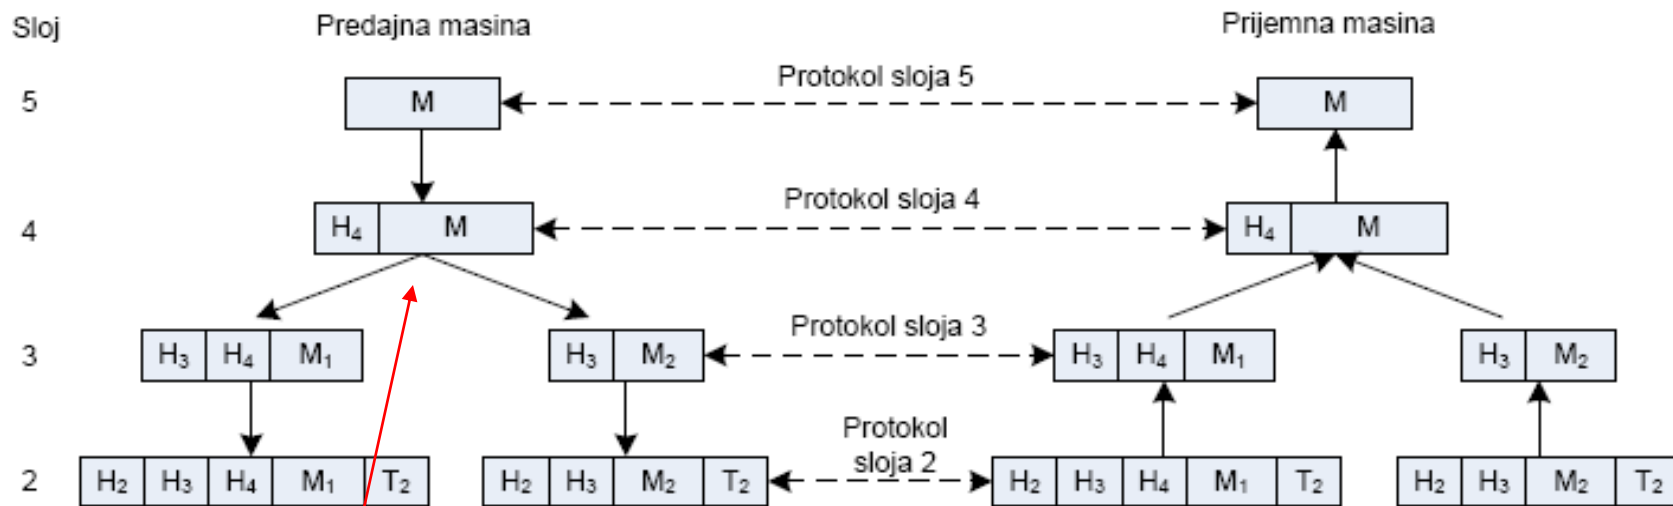 Sloj Predajna masina Prijemna masina
Protokol sloja 5
5 M M
Protokol sloja 4
4 H₄ M H₄ M
Protokol sloja 3
3 H₃ H₄ M₁ H₃ M₂ H₃ H₄ M₁ H₃ M₂
Protokol
sloja 2
2 H₂ H₃ H₄ M₁ T₂ H₂ H₃ M₂ T₂ H₂ H₃ H₄ M₁ T₂ H₂ H₃ M₂ T₂